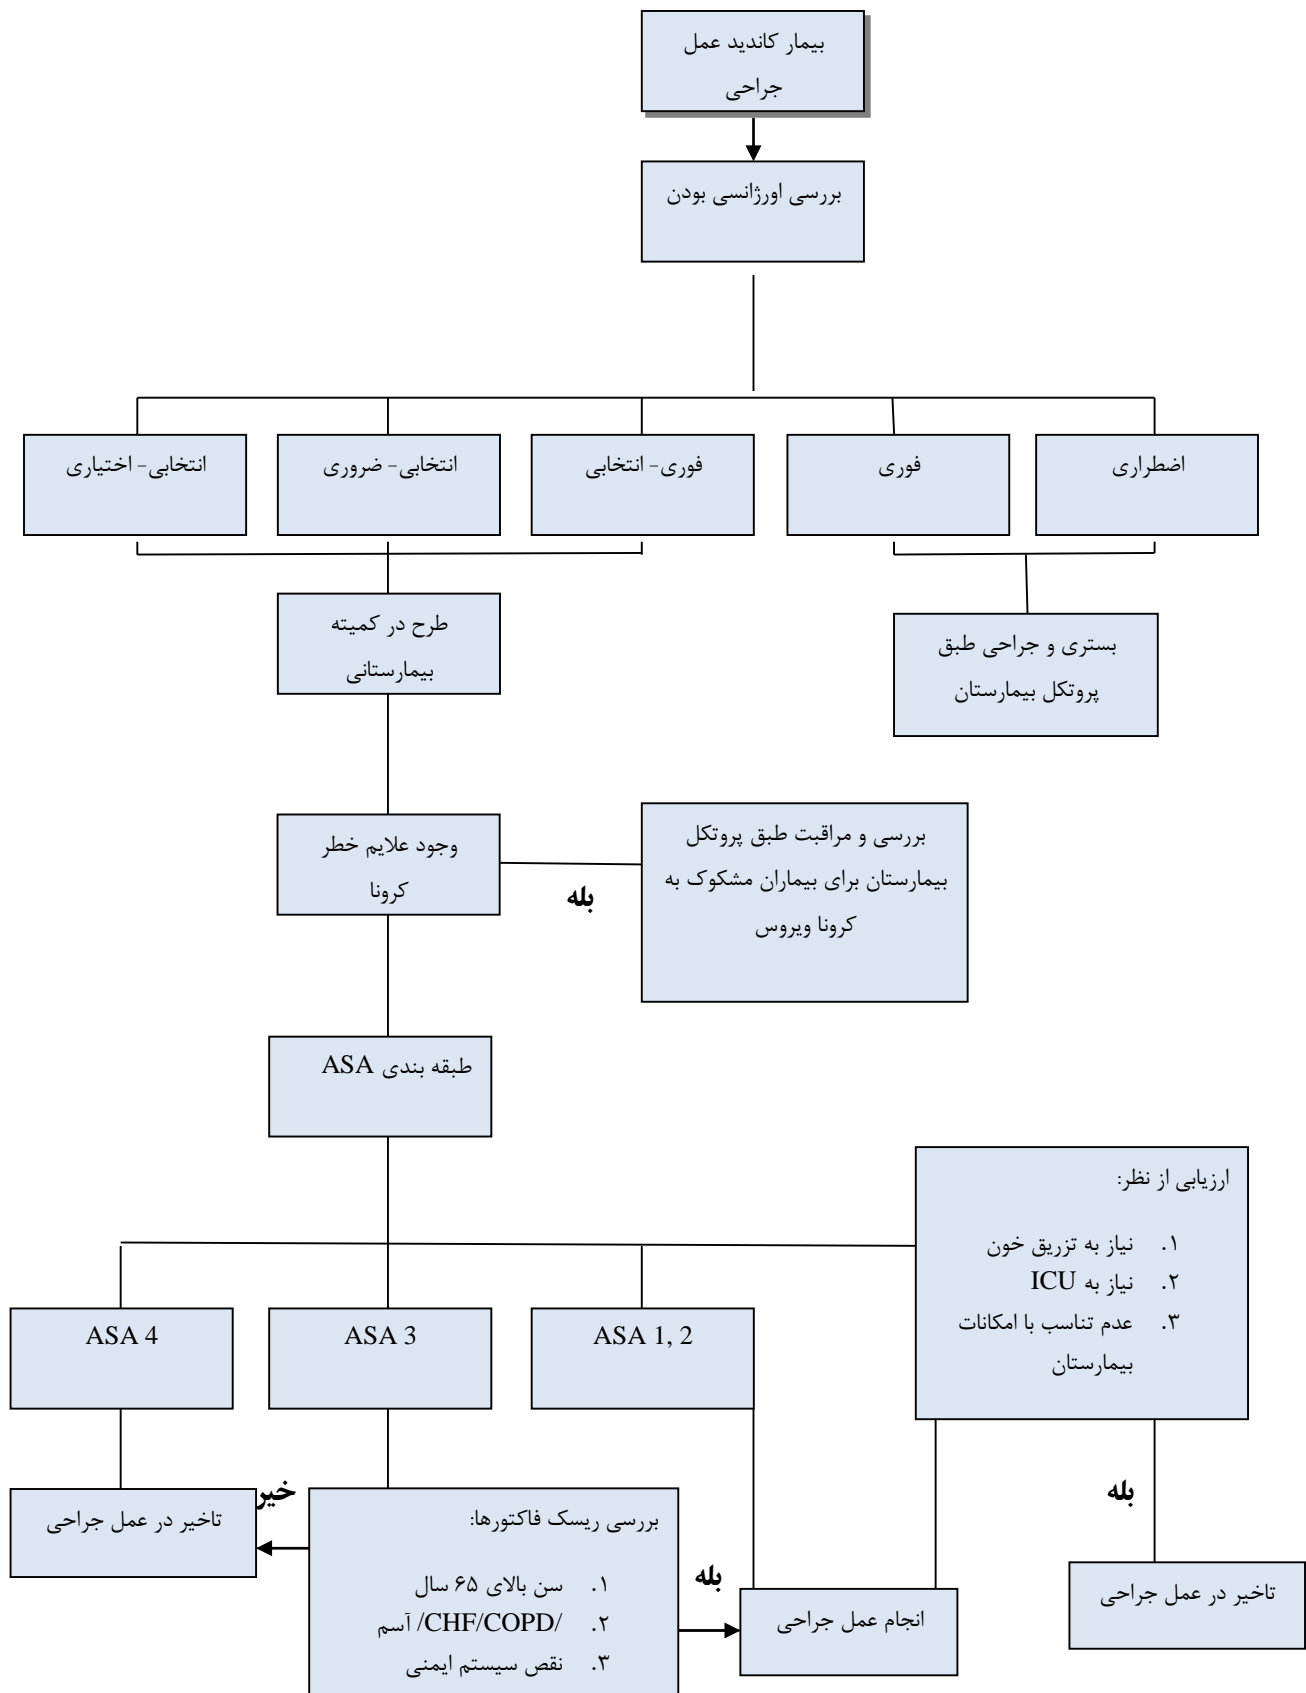 بیمار کاندید عمل
جراحی
بررسی اورژانسی بودن
اضطراری
فوری
فوری- انتخابی
انتخابی- ضروری
انتخابی- اختیاری
طرح در کمیته
بیمارستانی
بستری و جراحی طبق
پروتکل بیمارستان
وجود علایم خطر
کرونا
بله
بررسی و مراقبت طبق پروتکل
بیمارستان برای بیماران مشکوک به
کرونا ویروس
طبقه بندی ASA
ارزیابی از نظر:
۱. نیاز به تزریق خون
۲. نیاز به ICU
۳. عدم تناسب با امکانات
بیمارستان
ASA 1, 2
ASA 3
ASA 4
بله
خیر
تاخیر در عمل جراحی
بررسی ریسک فاکتورها:
۱. سن بالای ۶۵ سال
۲. /CHF/COPD/ آسم
۳. نقص سیستم ایمنی
بله
انجام عمل جراحی
تاخیر در عمل جراحی